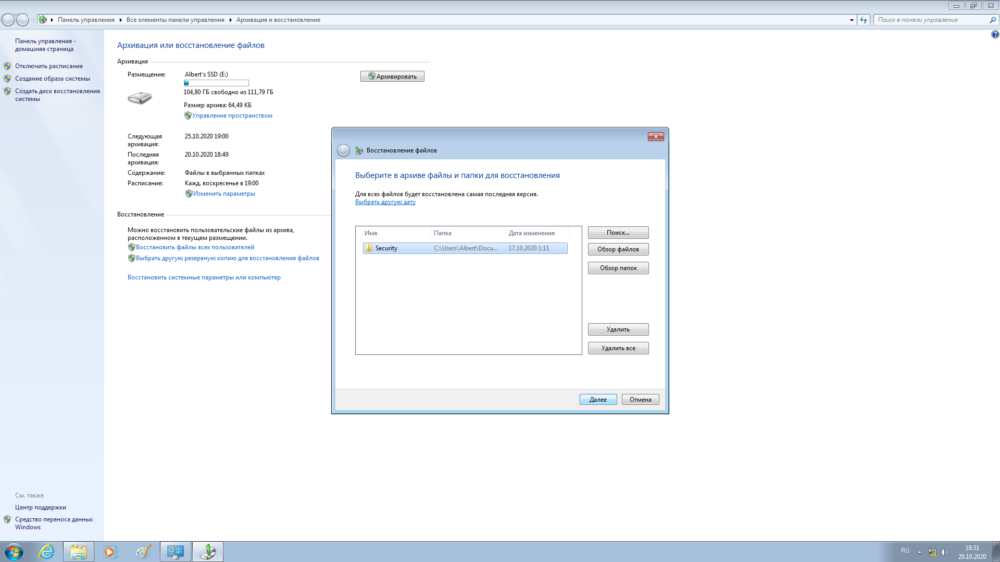 Панель управления
Все элементы панели управления
Архивация и восстановление
Поиск в панели управления
Панель управления -
домашняя страница
Отключить расписание
Создание образа системы
Создать диск восстановления
системы
Архивация или восстановление файлов
Архивация
Размещение:
Albert's SSD (E:)
Архивировать
104,80 ГБ свободно из 111,79 ГБ
Размер архива: 64,49 КБ
Управление пространством
Следующая
архивация:
25.10.2020 19:00
Последняя
архивация:
20.10.2020 18:49
Содержание:
Файлы в выбранных папках
Расписание:
Кажд. воскресенье в 19:00
Изменить параметры
Восстановление
Можно восстановить пользовательские файлы из архива,
расположенном в текущем размещении.
Восстановить файлы всех пользователей
Выбрать другую резервную копию для восстановления файлов
Восстановить системные параметры или компьютер
Восстановление файлов
Выберите в архиве файлы и папки для восстановления
Для всех файлов будет восстановлена самая последняя версия.
Выбрать другую дату
Имя
Папка
Дата изменения
Security
C:\Users\Albert\Docu...
17.10.2020 1:11
Поиск...
Обзор файлов
Обзор папок
Удалить
Удалить все
Далее
Отмена
См. также
Центр поддержки
Средство переноса данных
Windows
RU
18:51
20.10.2020